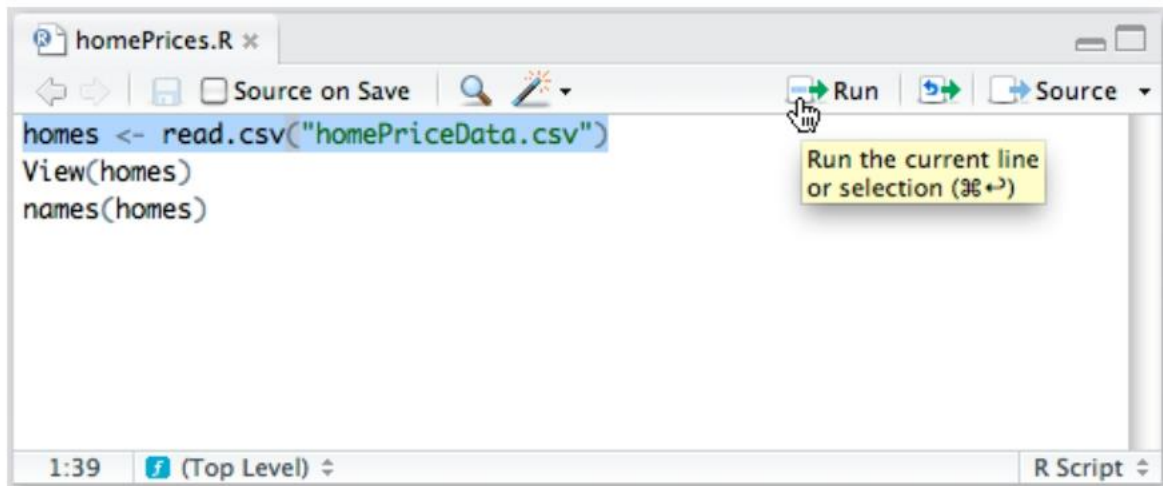 homePrices.R
Source on Save Run Source
homes <- read.csv("homePriceData.csv")
View(homes)
names(homes)
Run the current line
or selection (⌘↩)
1:39 (Top Level) R Script